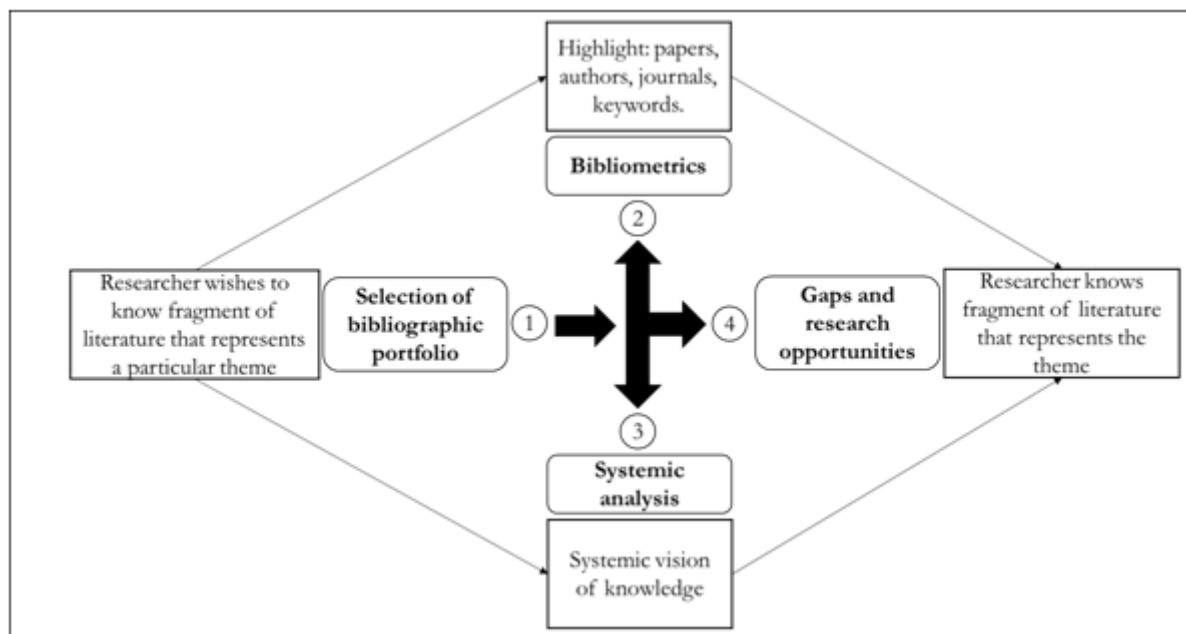 Highlight: papers,
authors, journals,
keywords.
Bibliometrics
2
Researcher wishes to
know fragment of
literature that represents
a particular theme
Selection of
bibliographic
portfolio
1
4
Gaps and
research
opportunities
Researcher knows
fragment of literature
that represents the
theme
3
Systemic
analysis
Systemic vision
of knowledge